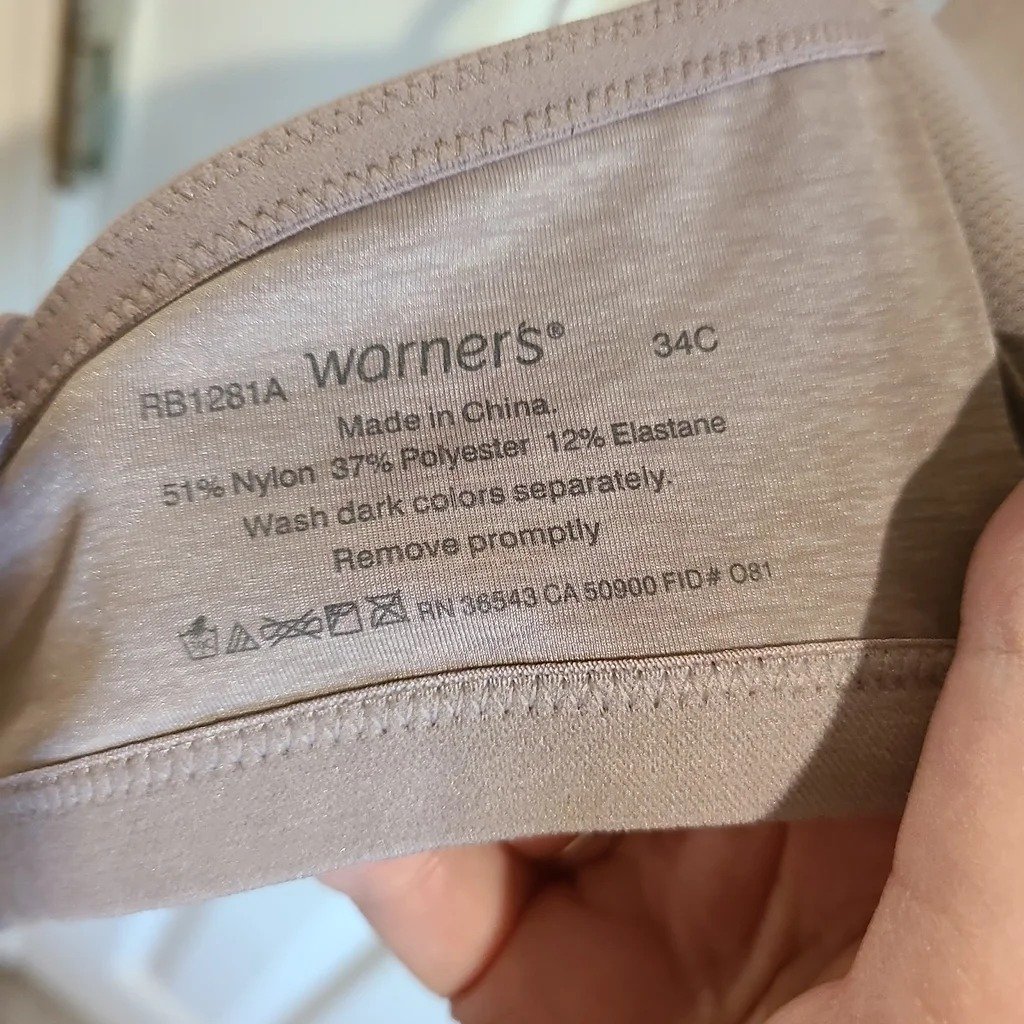 RB1281A warner's® 34C
Made in China.
51% Nylon 37% Polyester 12% Elastane
Wash dark colors separately.
Remove promptly
RN 36543 CA 50900 FID# 081